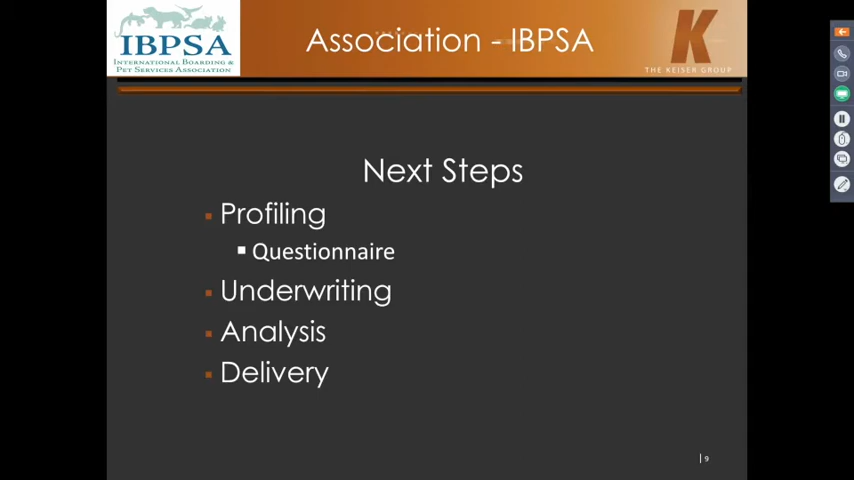 IBPSA
INTERNATIONAL BOARDING &
PET SERVICES ASSOCIATION
Association - IBPSA
K
THE KEISER GROUP
Next Steps
Profiling
Questionnaire
Underwriting
Analysis
Delivery
9